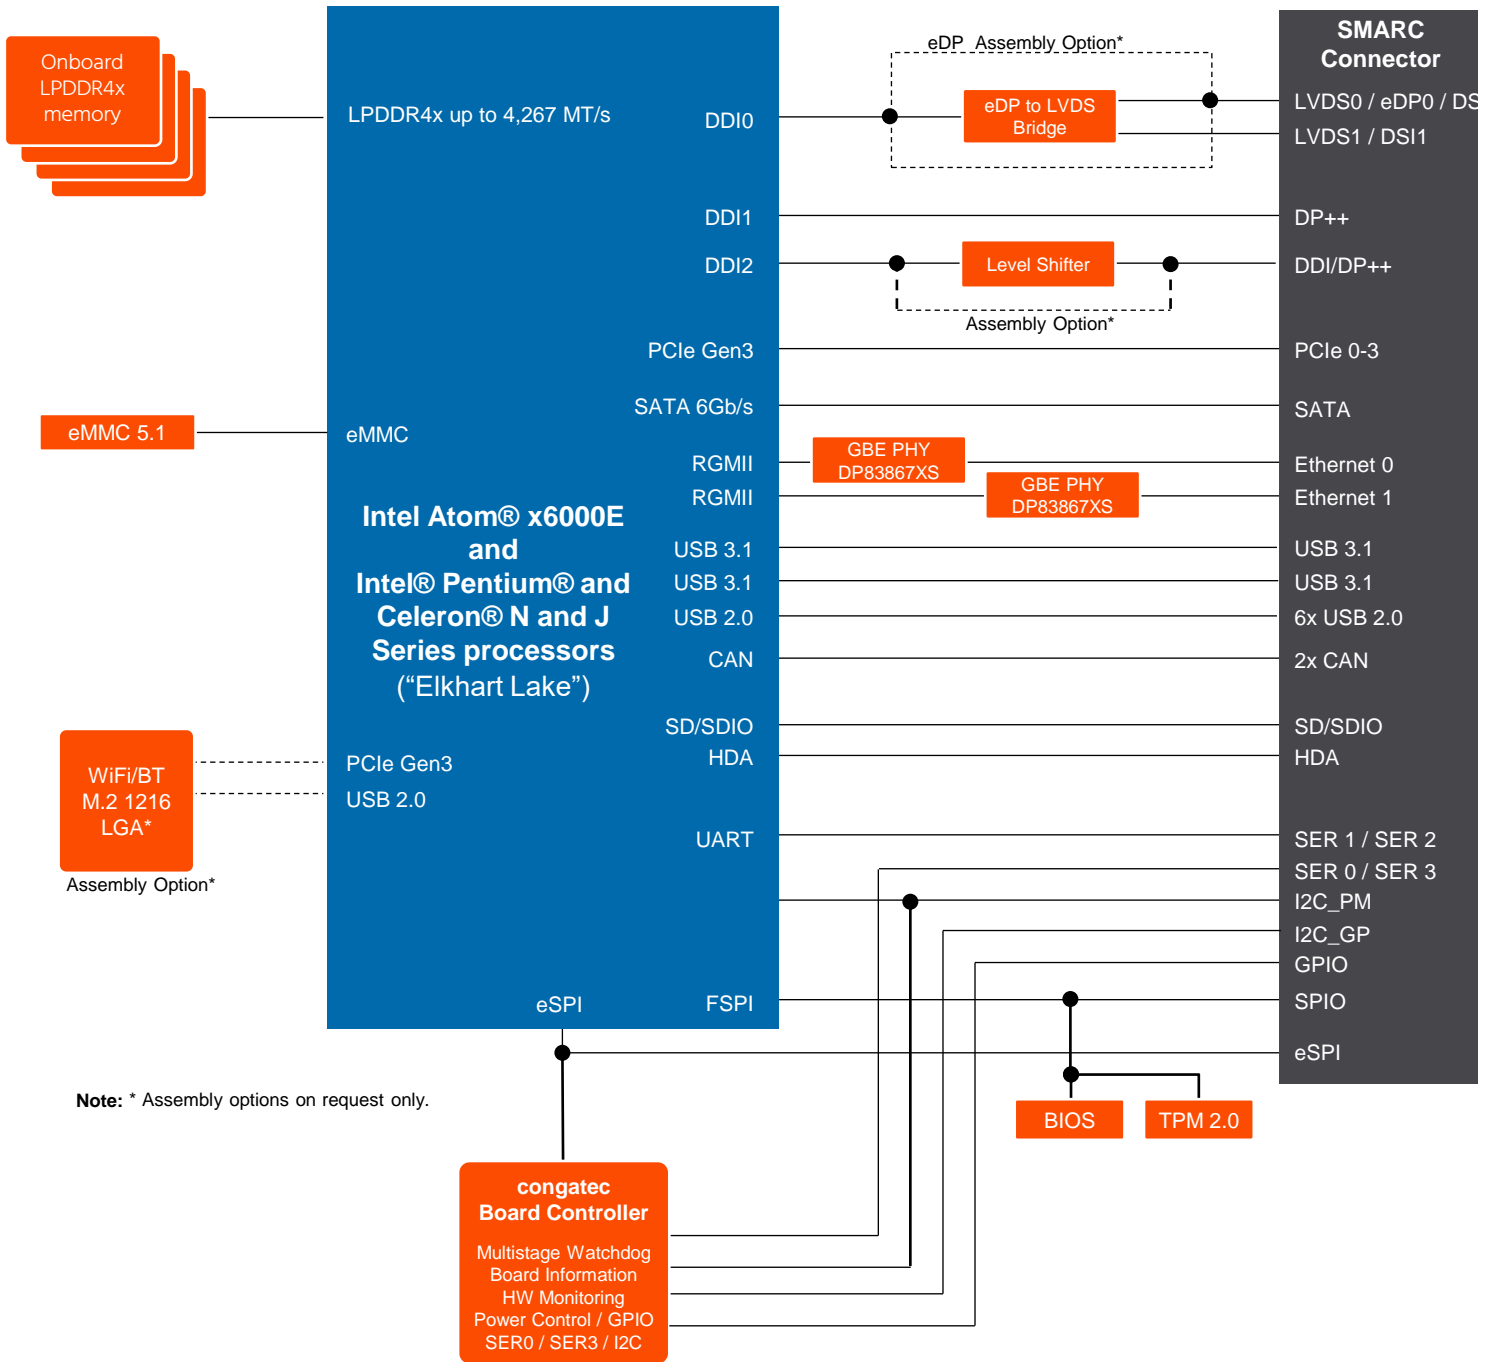 Onboard
LPDDR4x
memory
eMMC 5.1
WiFi/BT
M.2 1216
LGA*
Assembly Option*
LPDDR4x up to 4,267 MT/s
eMMC
Intel Atom® x6000E
and
Intel® Pentium® and
Celeron® N and J
Series processors
(“Elkhart Lake”)
PCIe Gen3
USB 2.0
DDI0
DDI1
DDI2
PCIe Gen3
SATA 6Gb/s
RGMII
RGMII
USB 3.1
USB 3.1
USB 2.0
CAN
SD/SDIO
HDA
UART
eSPI
FSPI
eDP Assembly Option*
eDP to LVDS
Bridge
Level Shifter
Assembly Option*
GBE PHY
DP83867XS
GBE PHY
DP83867XS
SMARC
Connector
LVDS0 / eDP0 / DS
LVDS1 / DSI1
DP++
DDI/DP++
PCIe 0-3
SATA
Ethernet 0
Ethernet 1
USB 3.1
USB 3.1
6x USB 2.0
2x CAN
SD/SDIO
HDA
SER 1 / SER 2
SER 0 / SER 3
I2C_PM
I2C_GP
GPIO
SPIO
eSPI
BIOS
TPM 2.0
Note: * Assembly options on request only.
congatec
Board Controller
Multistage Watchdog
Board Information
HW Monitoring
Power Control / GPIO
SER0 / SER3 / I2C